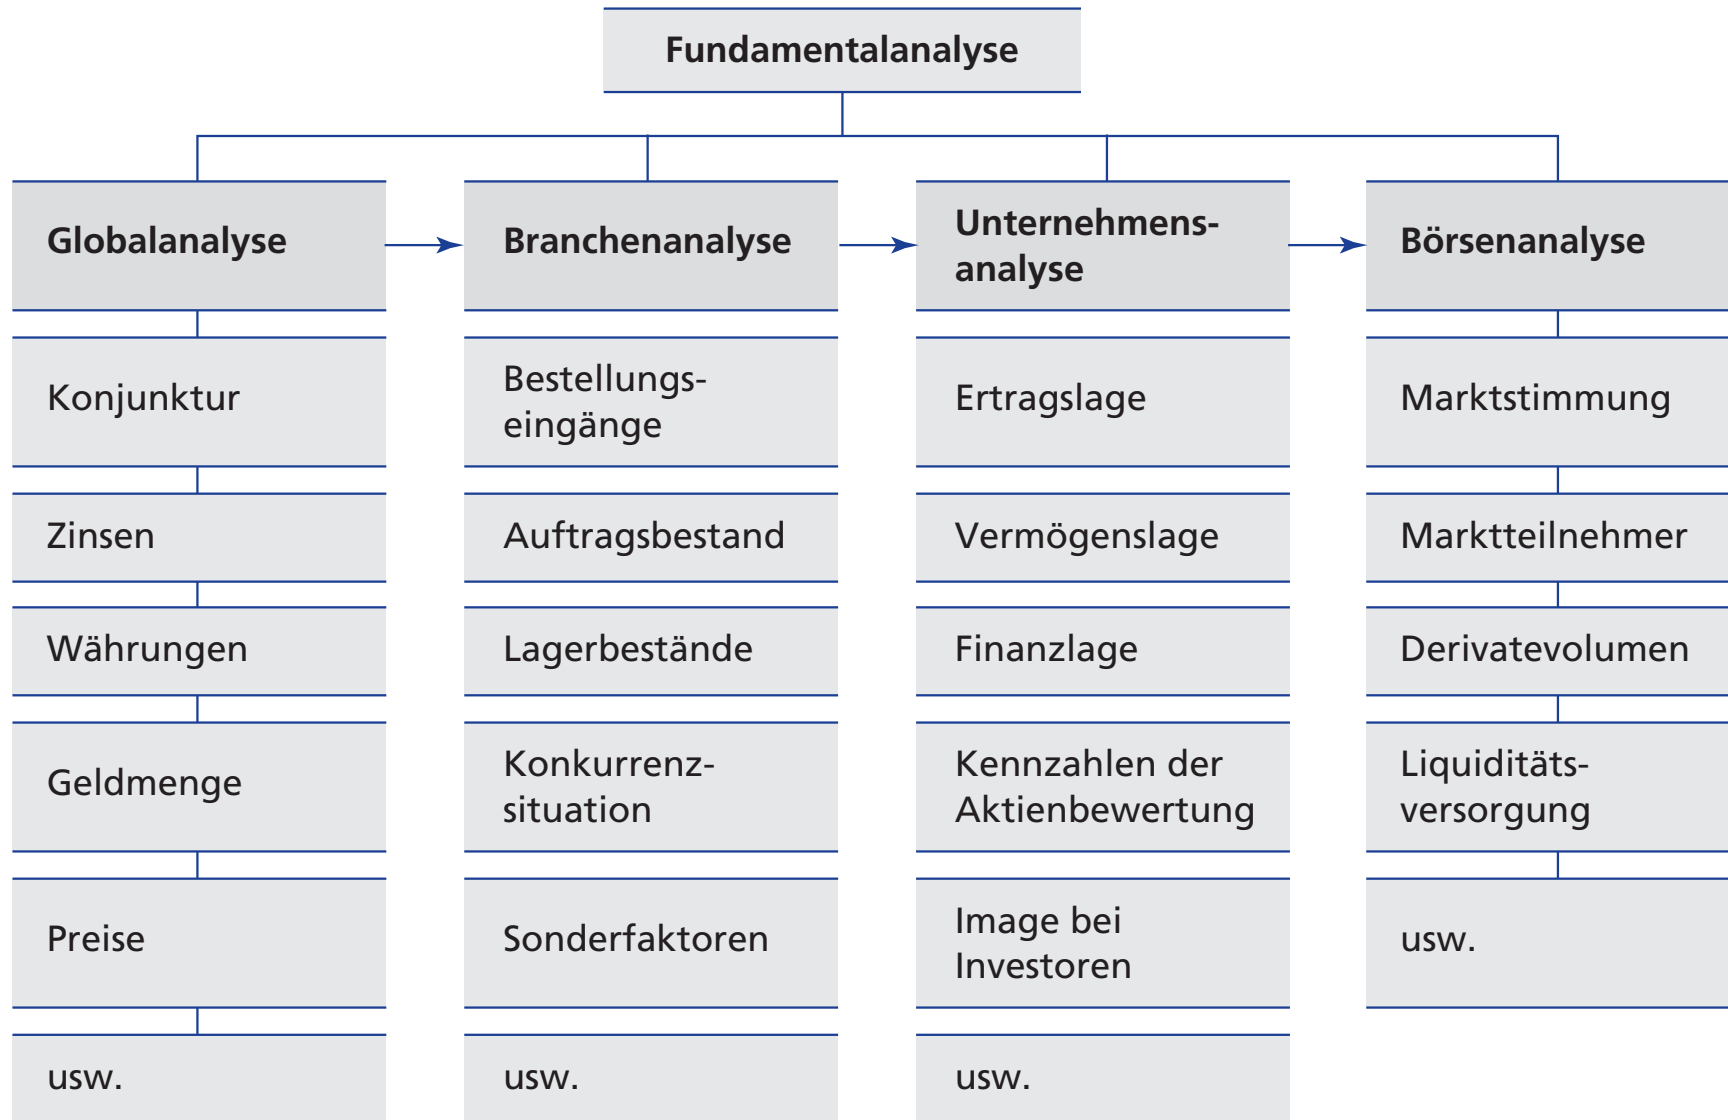 Fundamentalanalyse
Globalanalyse
Branchenanalyse
Unternehmens-
analyse
Börsenanalyse
Konjunktur
Bestellungs-
eingänge
Ertragslage
Marktstimmung
Zinsen
Auftragsbestand
Vermögenslage
Marktteilnehmer
Währungen
Lagerbestände
Finanzlage
Derivatevolumen
Geldmenge
Konkurrenz-
situation
Kennzahlen der
Aktienbewertung
Liquiditäts-
versorgung
Preise
Sonderfaktoren
Image bei
Investoren
usw.
usw.
usw.
usw.